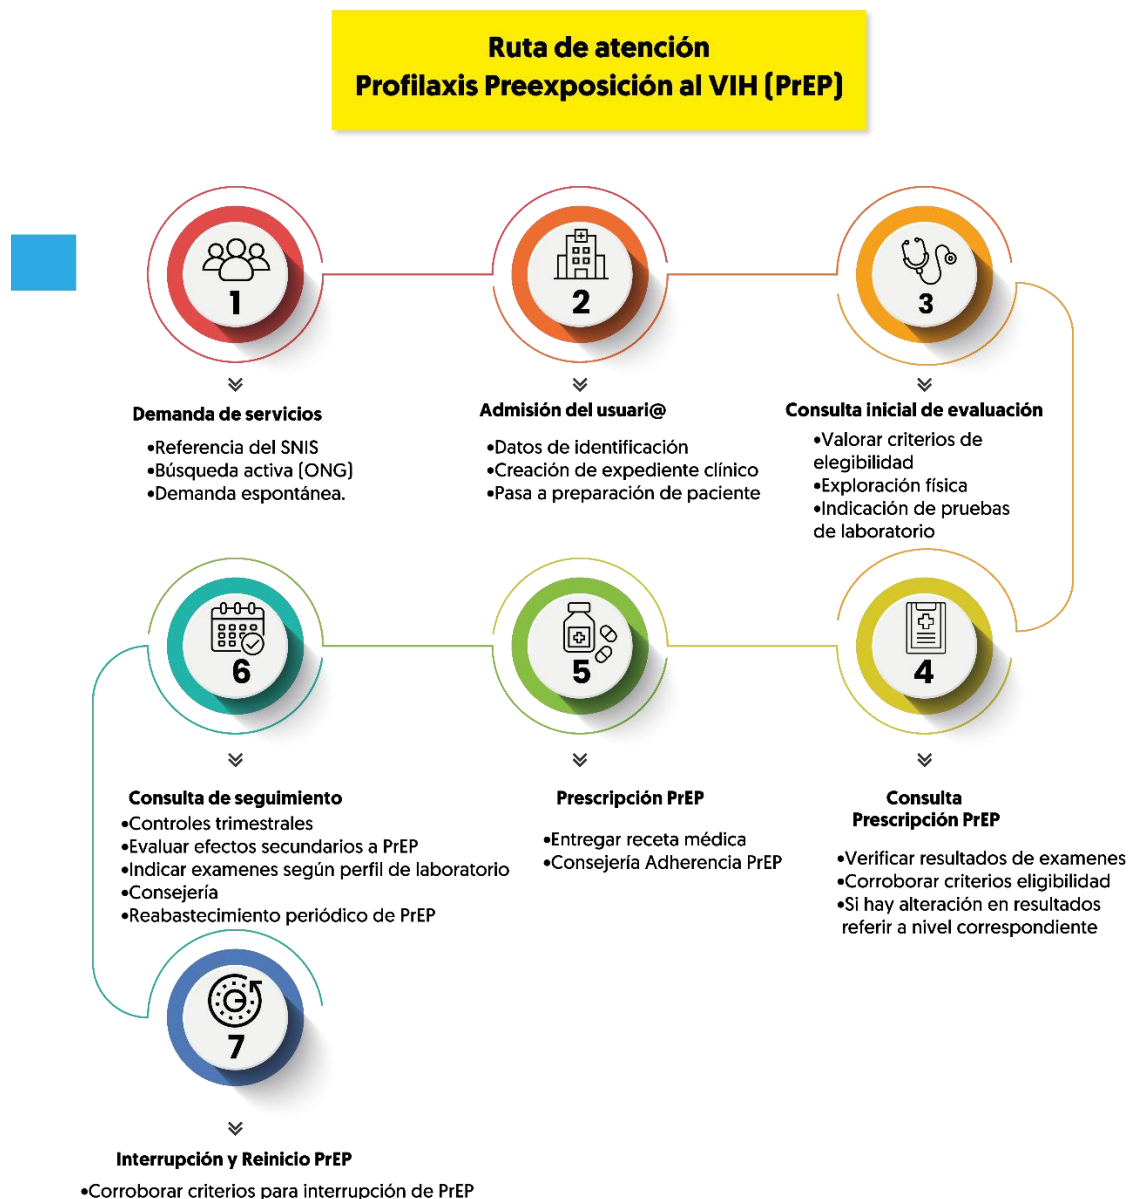 Ruta de atención
Profilaxis Preexposición al VIH (PrEP)
1
Demanda de servicios
•Referencia del SNIS
•Búsqueda activa (ONG)
•Demanda espontánea.
2
Admisión del usuari@
•Datos de identificación
•Creación de expediente clínico
•Pasa a preparación de paciente
3
Consulta inicial de evaluación
•Valorar criterios de
elegibilidad
•Exploración física
•Indicación de pruebas
de laboratorio
4
Consulta
Prescripción PrEP
•Verificar resultados de examenes
•Corroborar criterios eligibilidad
•Si hay alteración en resultados
referir a nivel correspondiente
5
Prescripción PrEP
•Entregar receta médica
•Consejería Adherencia PrEP
6
Consulta de seguimiento
•Controles trimestrales
•Evaluar efectos secundarios a PrEP
•Indicar examenes según perfil de laboratorio
•Consejería
•Reabastecimiento periódico de PrEP
7
Interrupción y Reinicio PrEP
•Corroborar criterios para interrupción de PrEP